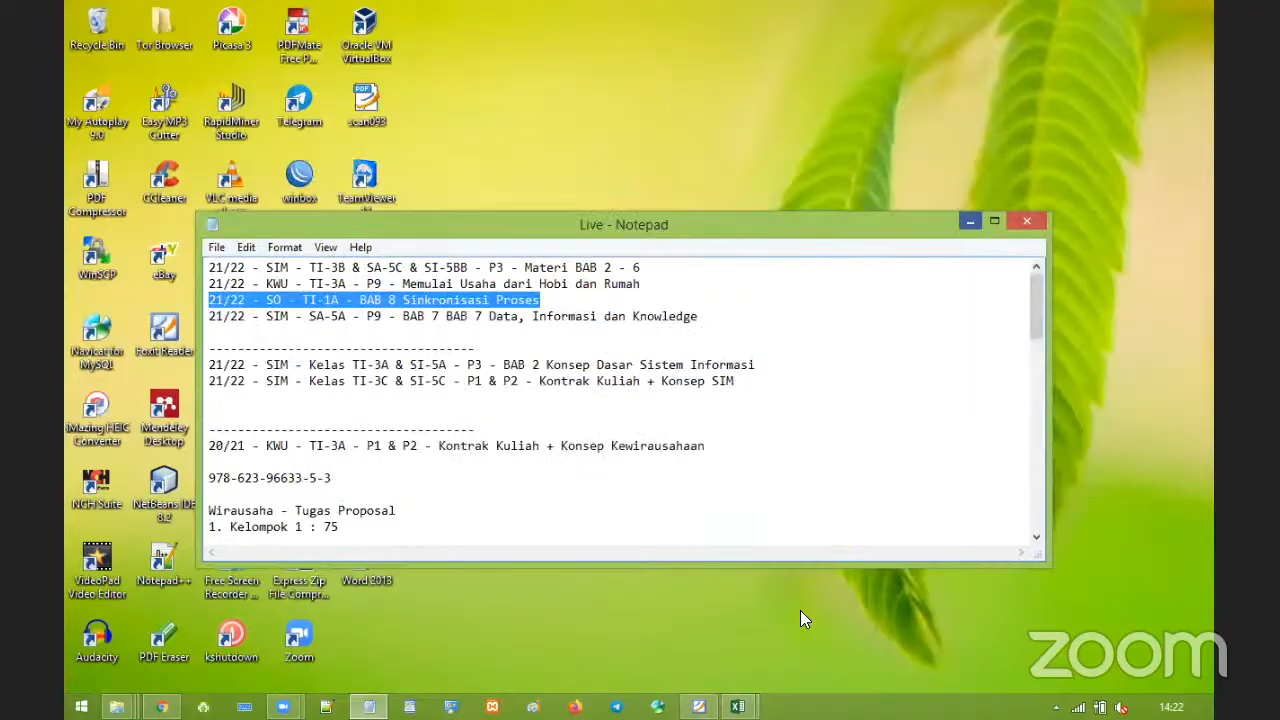 Recycle Bin
Tor Browser
Picasa 3
PDFMate
Free P...
Oracle VM
VirtualBox
My Autoplay
9.0
Easy MP3
Cutter
RapidMiner
Studio
Telegram
PDF
scan093
PDF
Compressor
CCleaner
VLC media
winbox
TeamViewer
Live - Notepad
File Edit Format View Help
21/22 - SIM - TI-3B & SA-5C & SI-5BB - P3 - Materi BAB 2 - 6
21/22 - KWU - TI-3A - P9 - Memulai Usaha dari Hobi dan Rumah
21/22 - SO - TI-1A - BAB 8 Sinkronisasi Proses
21/22 - SIM - SA-5A - P9 - BAB 7 BAB 7 Data, Informasi dan Knowledge
-------------------------------------
21/22 - SIM - Kelas TI-3A & SI-5A - P3 - BAB 2 Konsep Dasar Sistem Informasi
21/22 - SIM - Kelas TI-3C & SI-5C - P1 & P2 - Kontrak Kuliah + Konsep SIM
-------------------------------------
20/21 - KWU - TI-3A - P1 & P2 - Kontrak Kuliah + Konsep Kewirausahaan
978-623-96633-5-3
Wirausaha - Tugas Proposal
1. Kelompok 1 : 75
WinSCP
eBay
Navicat for
MySQL
Foxit Reader
iMazing HEIC
Converter
Mendeley
Desktop
NCH
NCH Suite
NetBeans IDE
8.2
VideoPad
Video Editor
Notepad++
Free Screen
Recorder ...
Express Zip
File Compr...
Word 2013
Audacity
PDF Eraser
kshutdown
Zoom
zoom
14:22